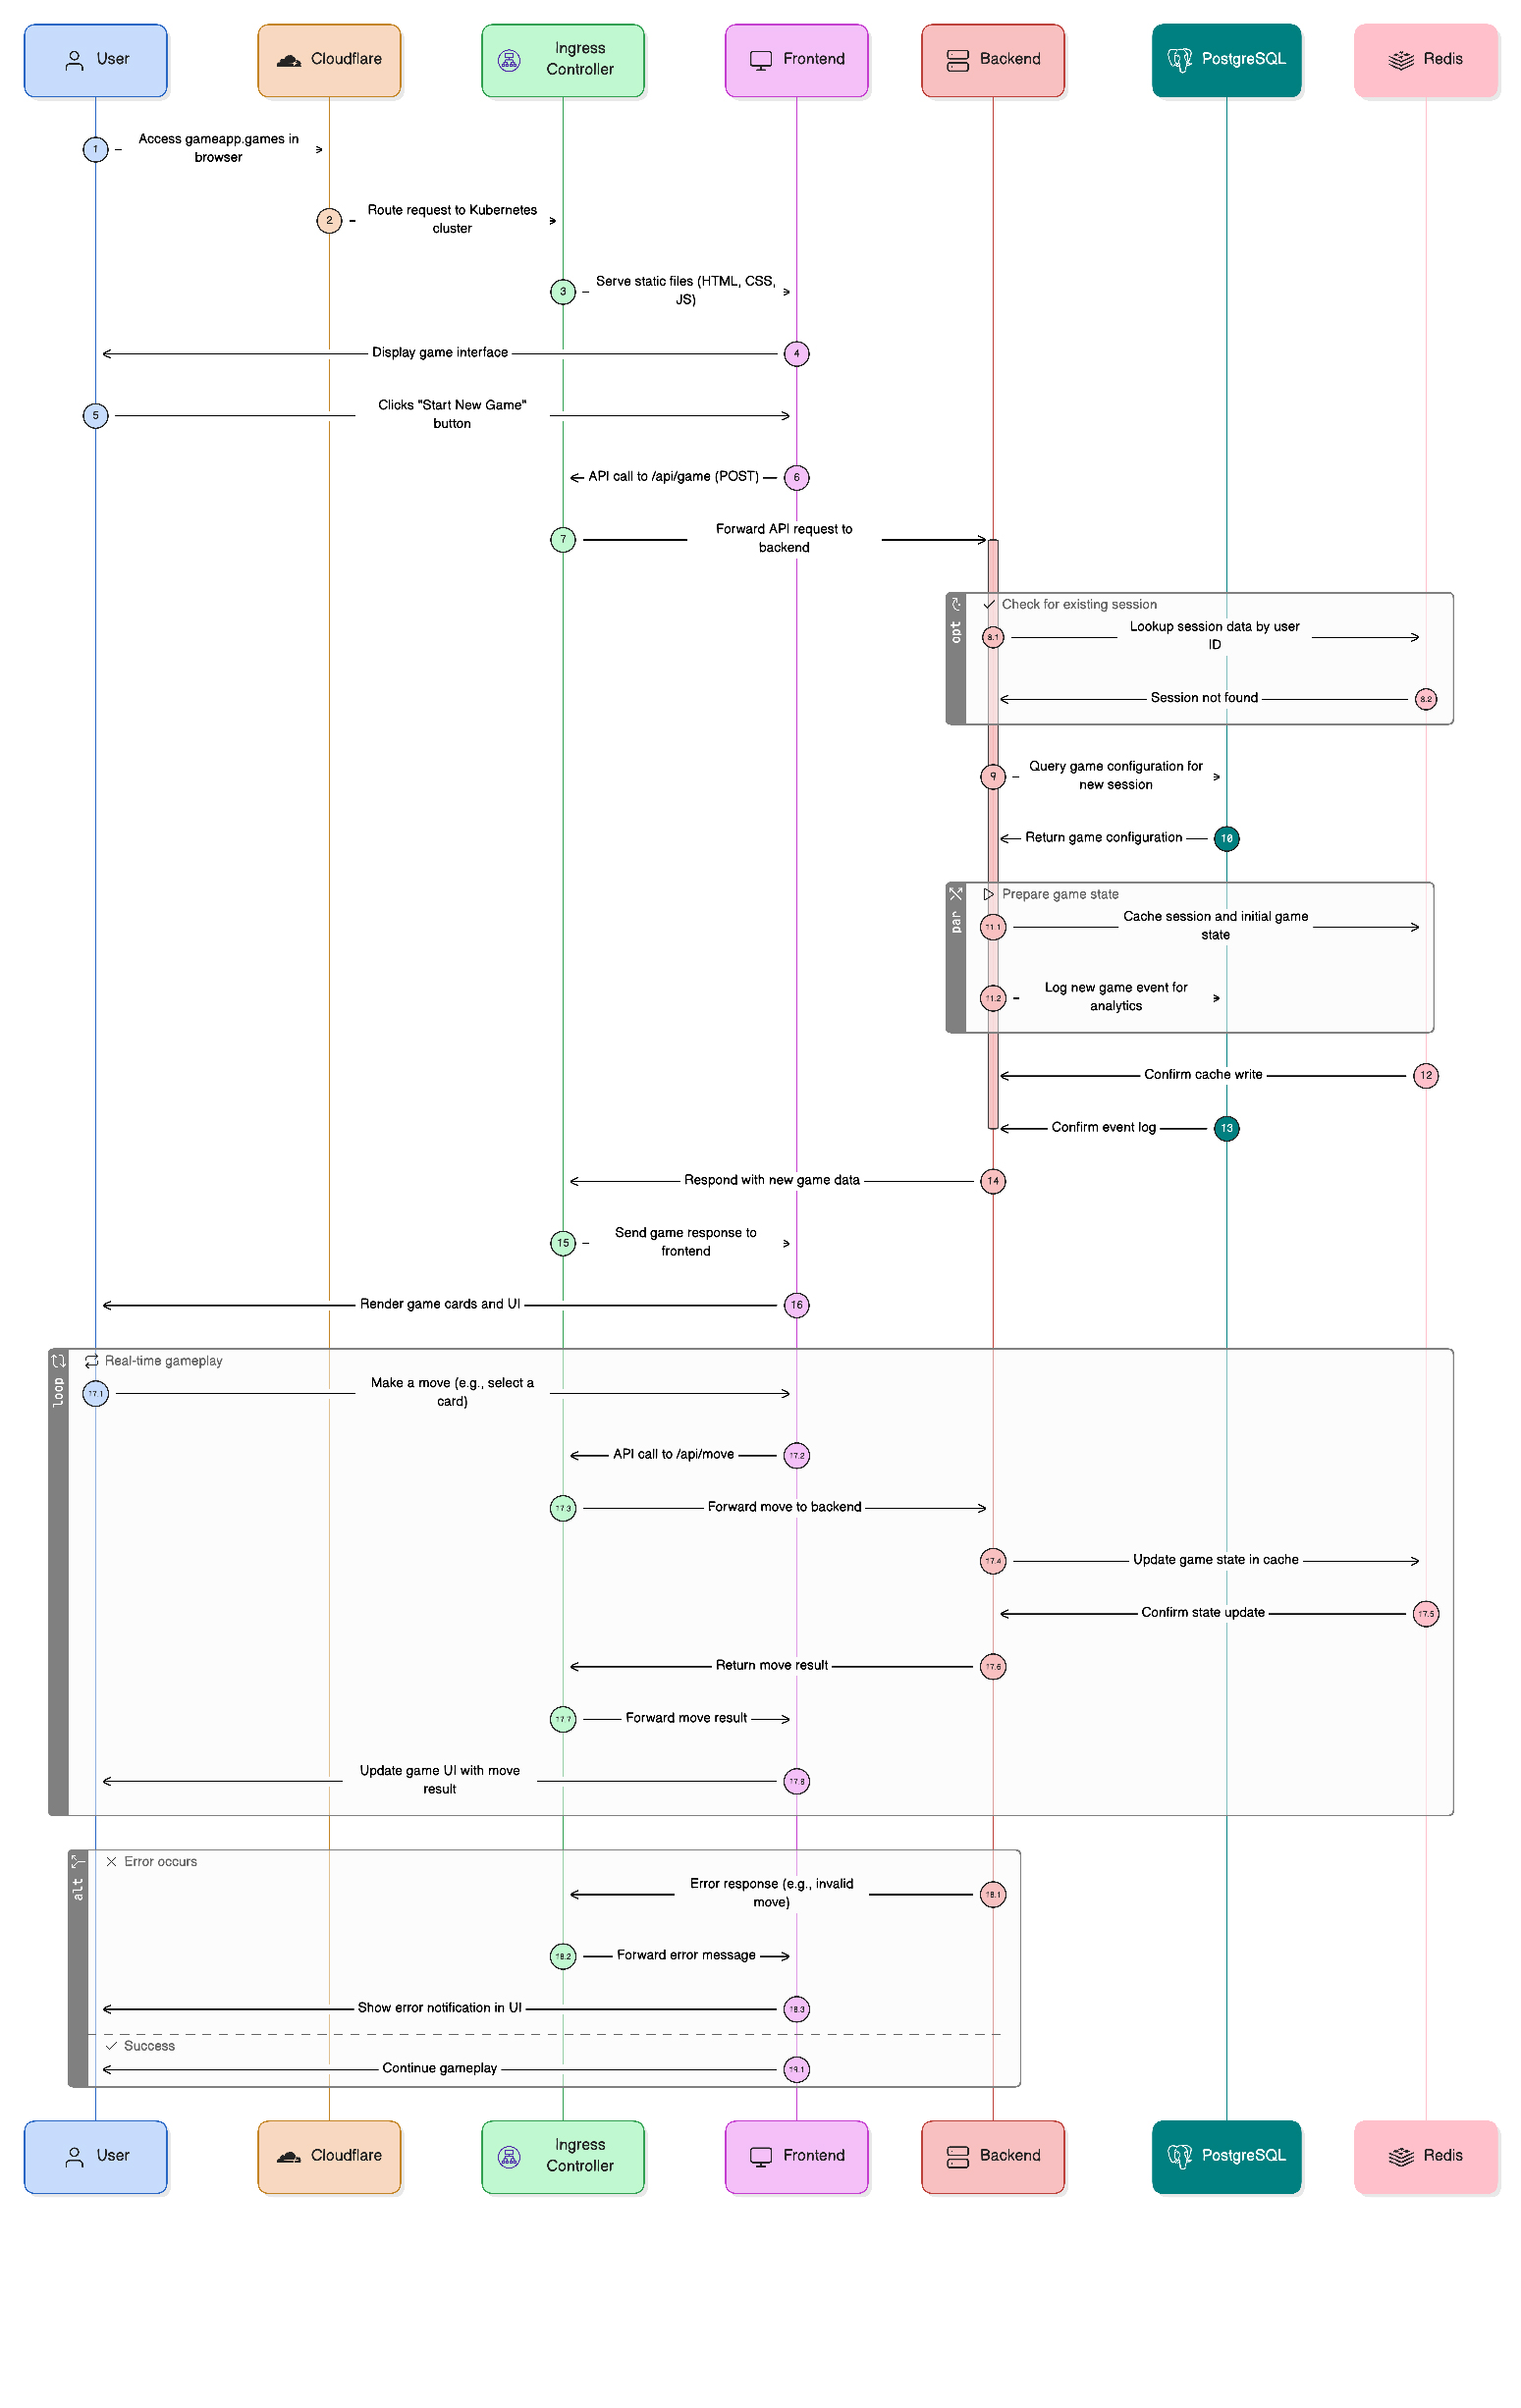 User
Cloudflare
Ingress
Controller
Frontend
Backend
PostgreSQL
Redis
1
Access gameapp.games in
browser
2
Route request to Kubernetes
cluster
3
Serve static files (HTML, CSS,
JS)
Display game interface
4
5
Clicks "Start New Game"
button
API call to /api/game (POST)
6
7
Forward API request to
backend
opt
Check for existing session
8.1
Lookup session data by user
ID
Session not found
8.2
9
Query game configuration for
new session
Return game configuration
10
par
Prepare game state
11.1
Cache session and initial game
state
11.2
Log new game event for
analytics
Confirm cache write
12
Confirm event log
13
Respond with new game data
14
15
Send game response to
frontend
Render game cards and UI
16
loop
Real-time gameplay
17.1
Make a move (e.g., select a
card)
API call to /api/move
17.2
17.3
Forward move to backend
17.4
Update game state in cache
Confirm state update
17.5
Return move result
17.6
17.7
Forward move result
Update game UI with move
result
17.8
alt
Error occurs
Error response (e.g., invalid
move)
18.1
18.2
Forward error message
Show error notification in UI
18.3
Success
Continue gameplay
19.1
User
Cloudflare
Ingress
Controller
Frontend
Backend
PostgreSQL
Redis